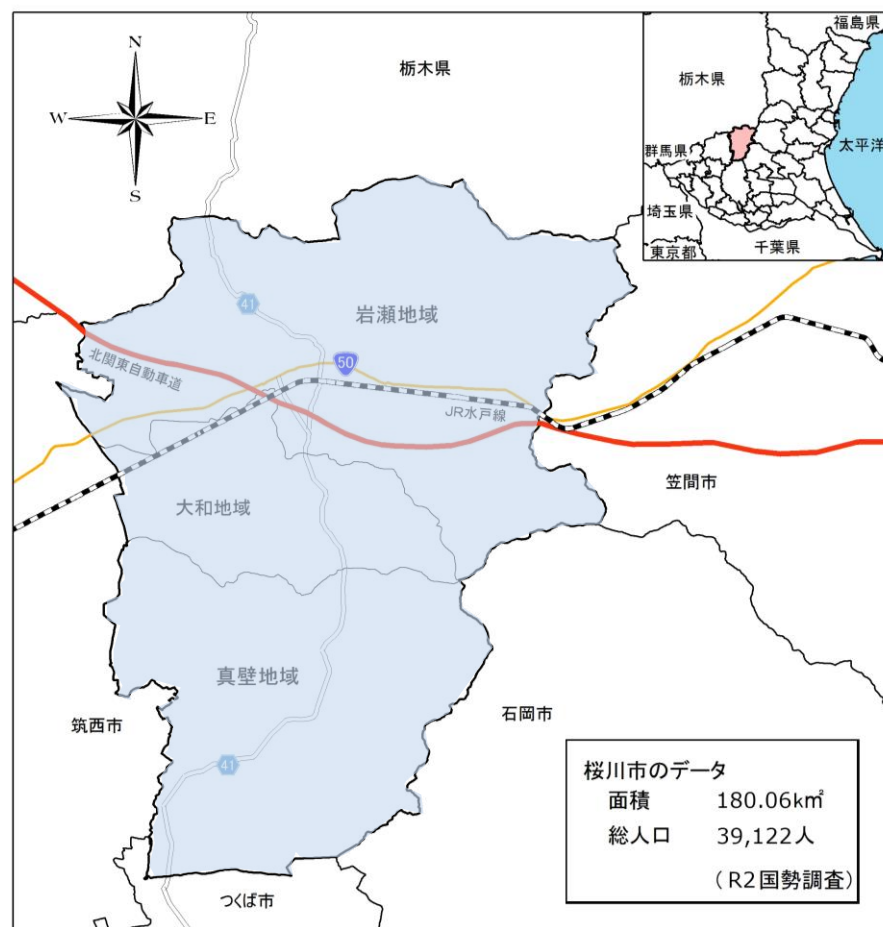 N
W
E
S
栃木県
福島県
栃木県
群馬県
太平洋
埼玉県
東京都
千葉県
41
岩瀬地域
北関東自動車道
50
JR水戸線
笠間市
大和地域
真壁地域
筑西市
石岡市
41
つくば市
桜川市のデータ
面積 180.06k㎡
総人口 39,122人
(R2国勢調査)